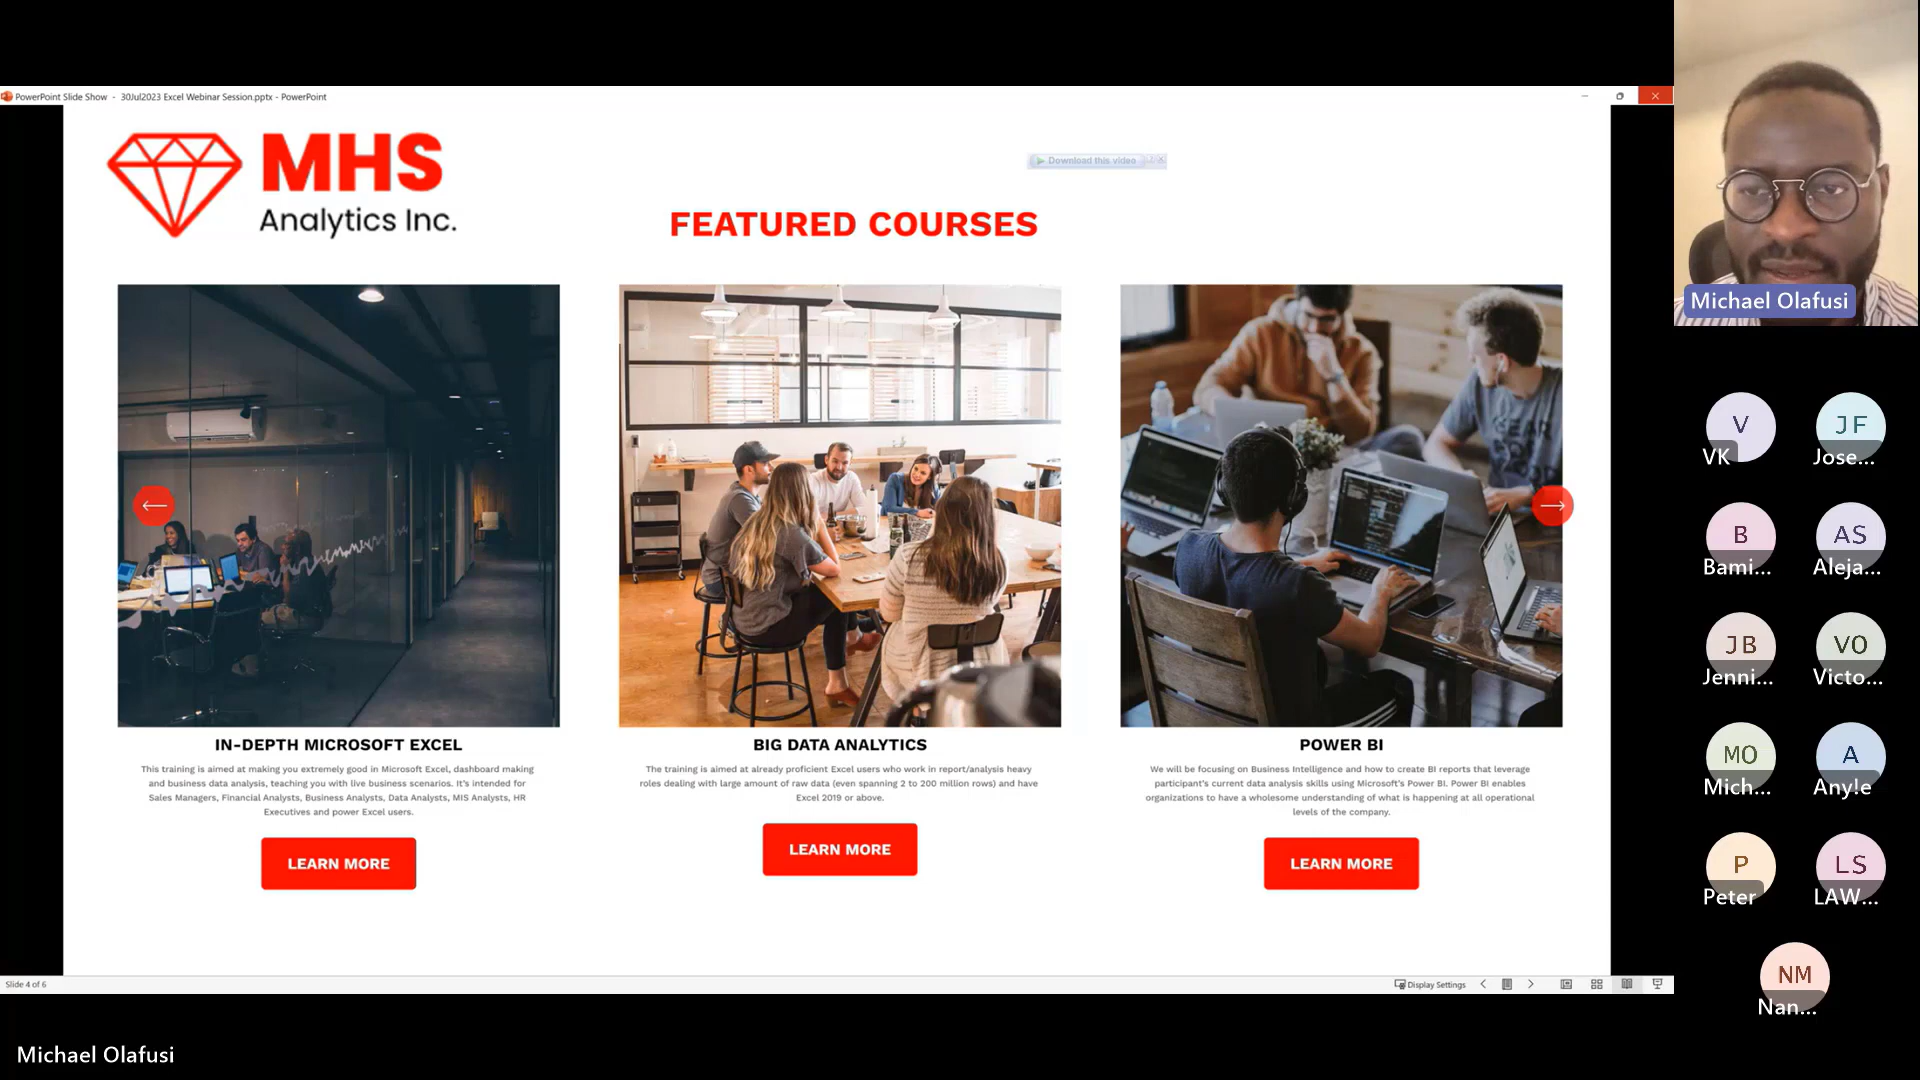 PowerPoint Slide Show - 30Jul2023 Excel Webinar Session.pptx - PowerPoint
MHS
Analytics Inc.
Download this video
FEATURED COURSES
IN-DEPTH MICROSOFT EXCEL
This training is aimed at making you extremely good in Microsoft Excel, dashboard making
and business data analysis, teaching you with live business scenarios. It's intended for
Sales Managers, Financial Analysts, Business Analysts, Data Analysts, MIS Analysts, HR
Executives and power Excel users.
LEARN MORE
BIG DATA ANALYTICS
The training is aimed at already proficient Excel users who work in report/analysis heavy
roles dealing with large amount of raw data (even spanning 2 to 200 million rows) and have
Excel 2019 or above.
LEARN MORE
POWER BI
We will be focusing on Business Intelligence and how to create BI reports that leverage
participant's current data analysis skills using Microsoft's Power BI. Power BI enables
organizations to have a wholesome understanding of what is happening at all operational
levels of the company.
LEARN MORE
Slide 4 of 6
Display Settings
Michael Olafusi
Michael Olafusi
V
VK
JF
Jose...
B
Bami...
AS
Aleja...
JB
Jenni...
VO
Victo...
MO
Mich...
A
Any!e
P
Peter
LS
LAW...
NM
Nan...